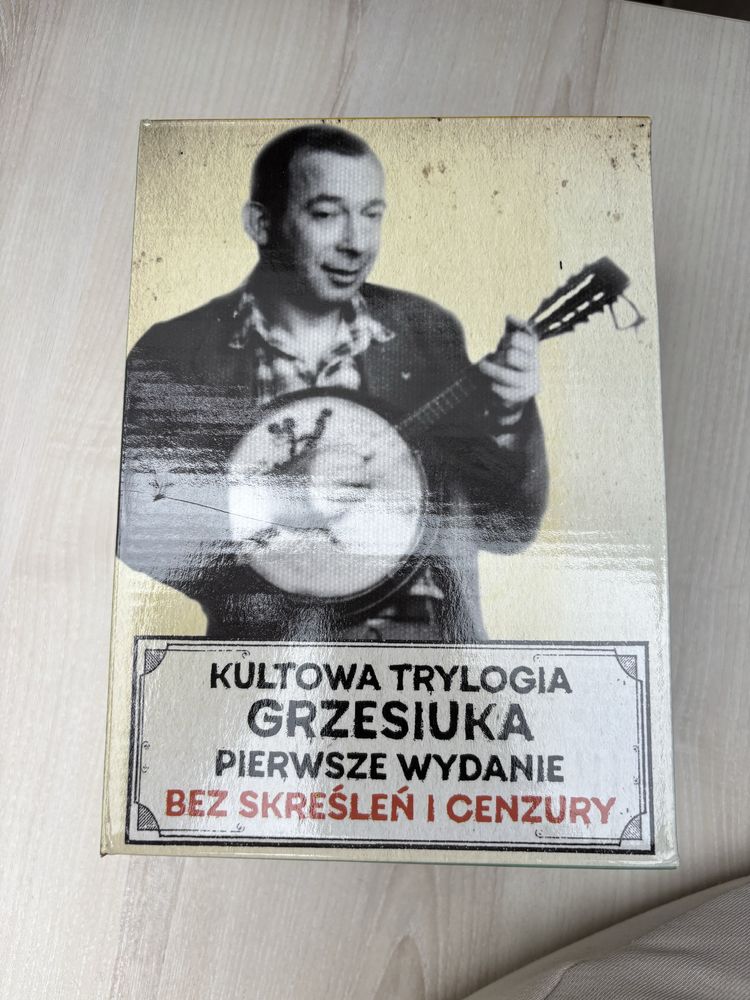 KULTOWA TRYLOGIA
GRZESIUKA
PIERWSZE WYDANIE
BEZ SKREŚLEŃ I CENZURY